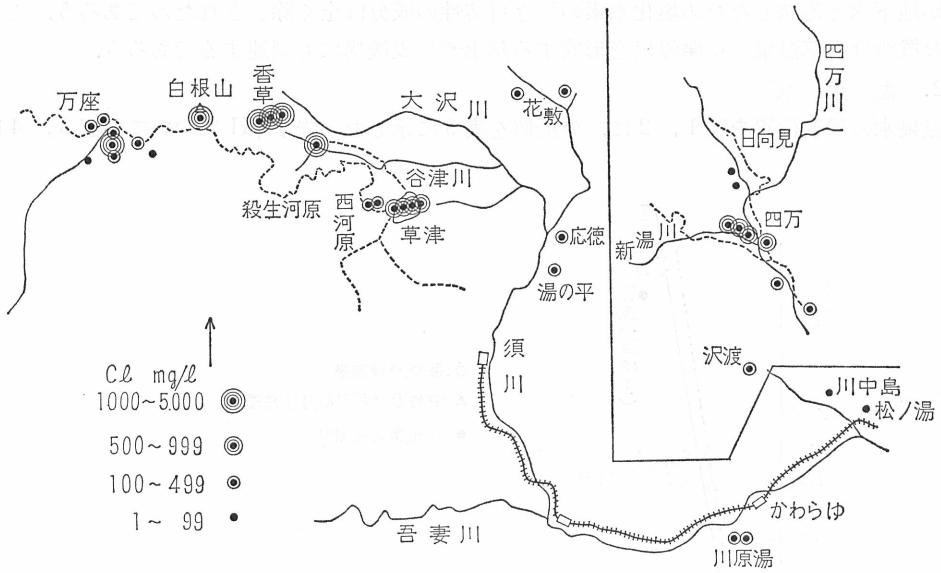 万座
白根山
香草
大沢川
花敷
四万川
日向見
谷津川
殺生河原
西河原
草津
応徳
湯の平
新湯川
四万
須川
沢渡
川中島
松ノ湯
かわらゆ
川原湯
吾妻川
Cl mg/l
1000~5000
500~999
100~499
1~99